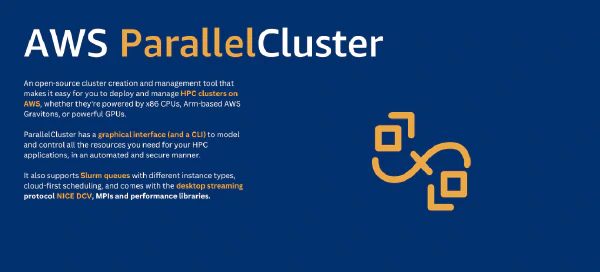 AWS ParallelCluster
An open-source cluster creation and management tool that
makes it easy for you to deploy and manage HPC clusters on
AWS, whether they're powered by x86 CPUs, Arm-based AWS
Gravitons, or powerful GPUs.
ParallelCluster has a graphical interface (and a CLI) to model
and control all the resources you need for your HPC
applications, in an automated and secure manner.
It also supports Slurm queues with different instance types,
cloud-first scheduling, and comes with the desktop streaming
protocol NICE DCV, MPIs and performance libraries.